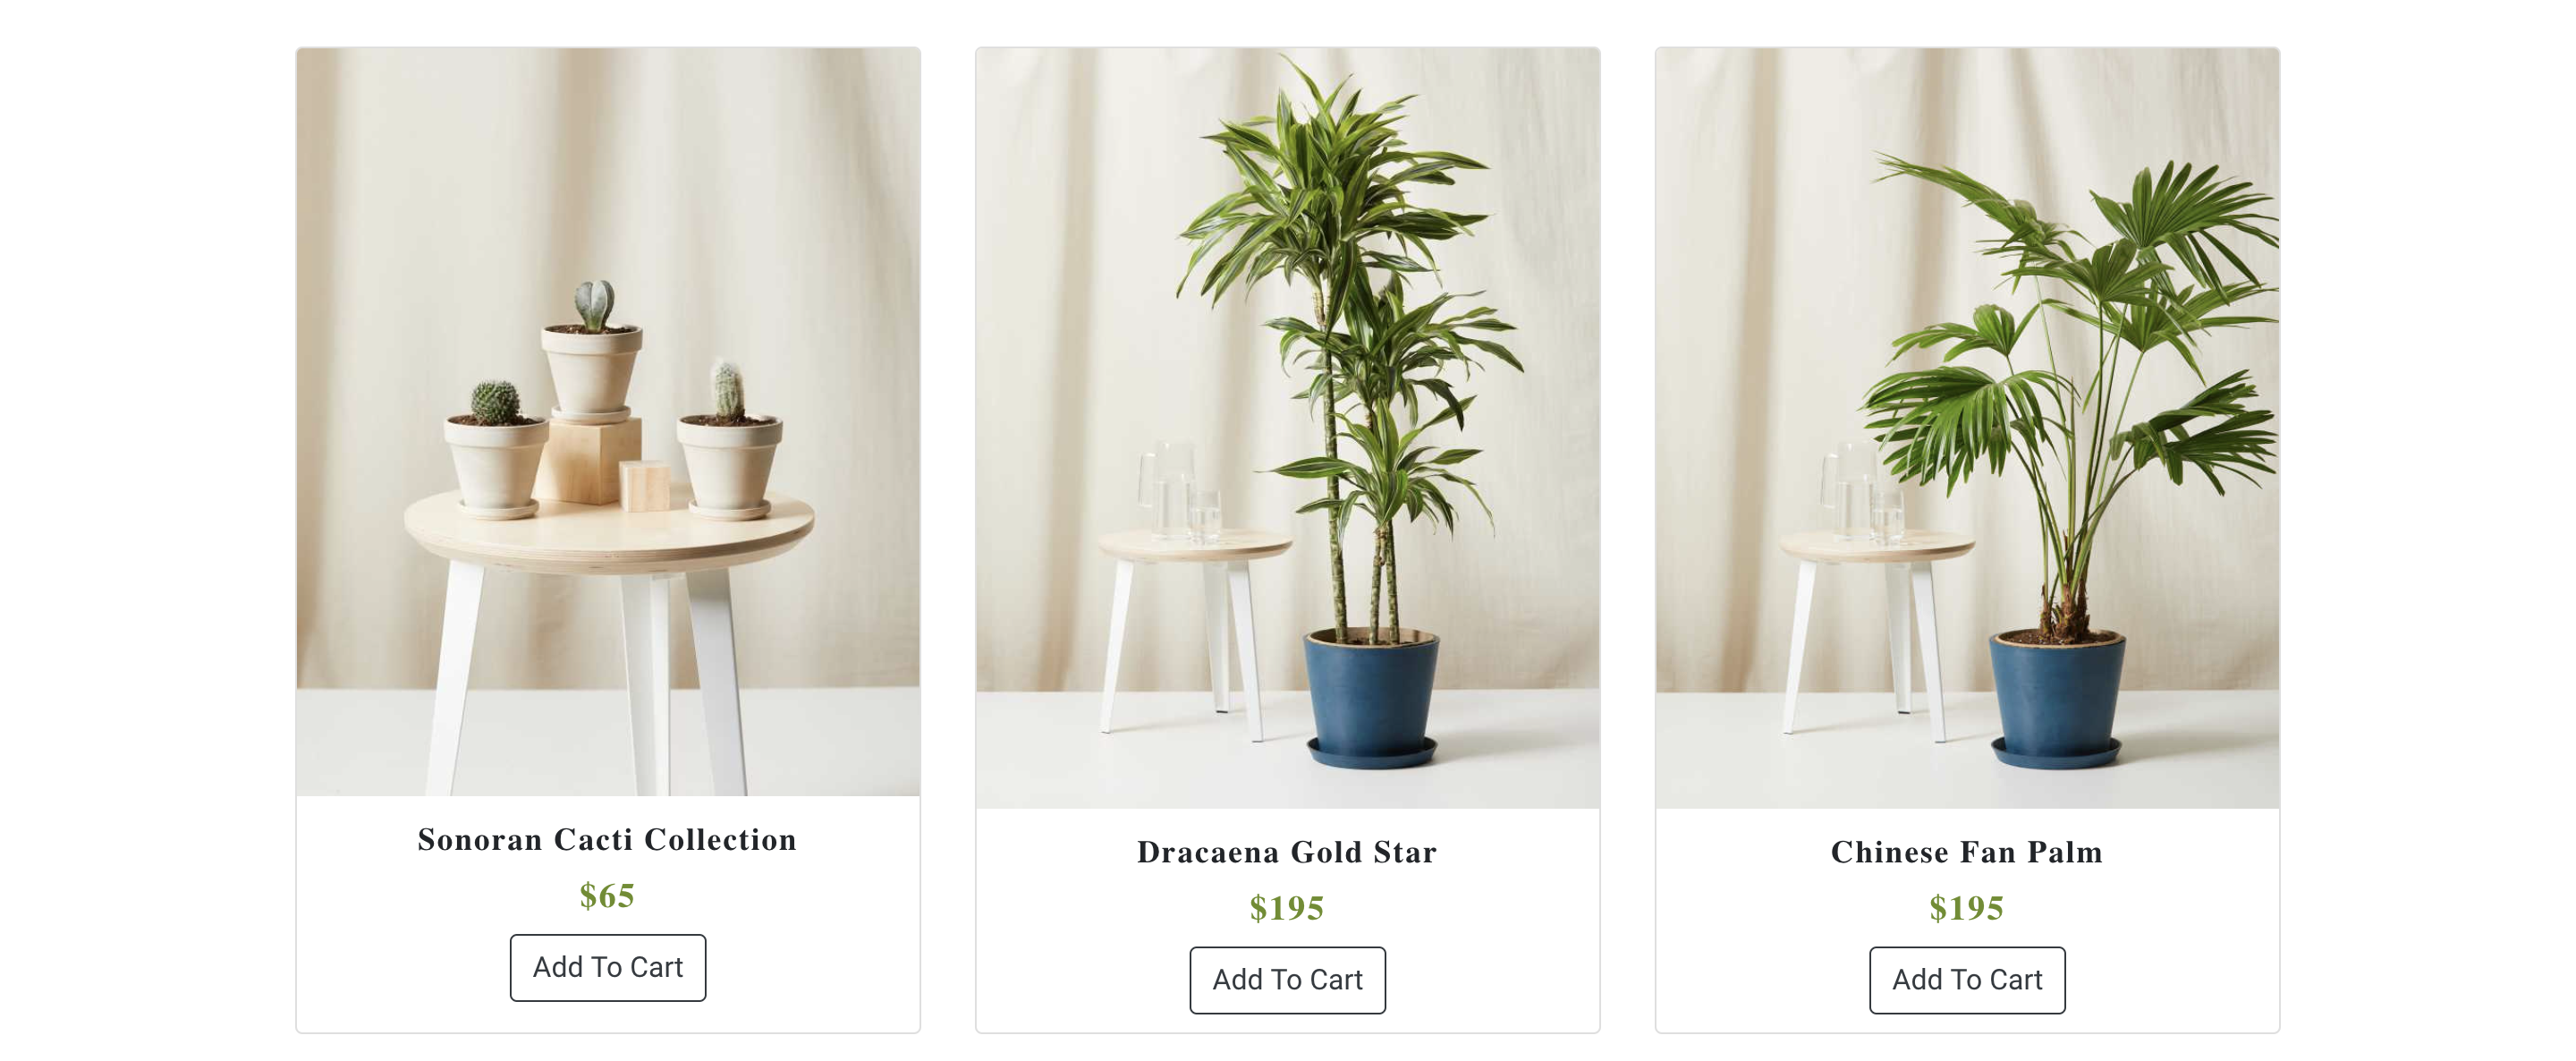 Sonoran Cacti Collection
$65
Add To Cart
Dracaena Gold Star
$195
Add To Cart
Chinese Fan Palm
$195
Add To Cart